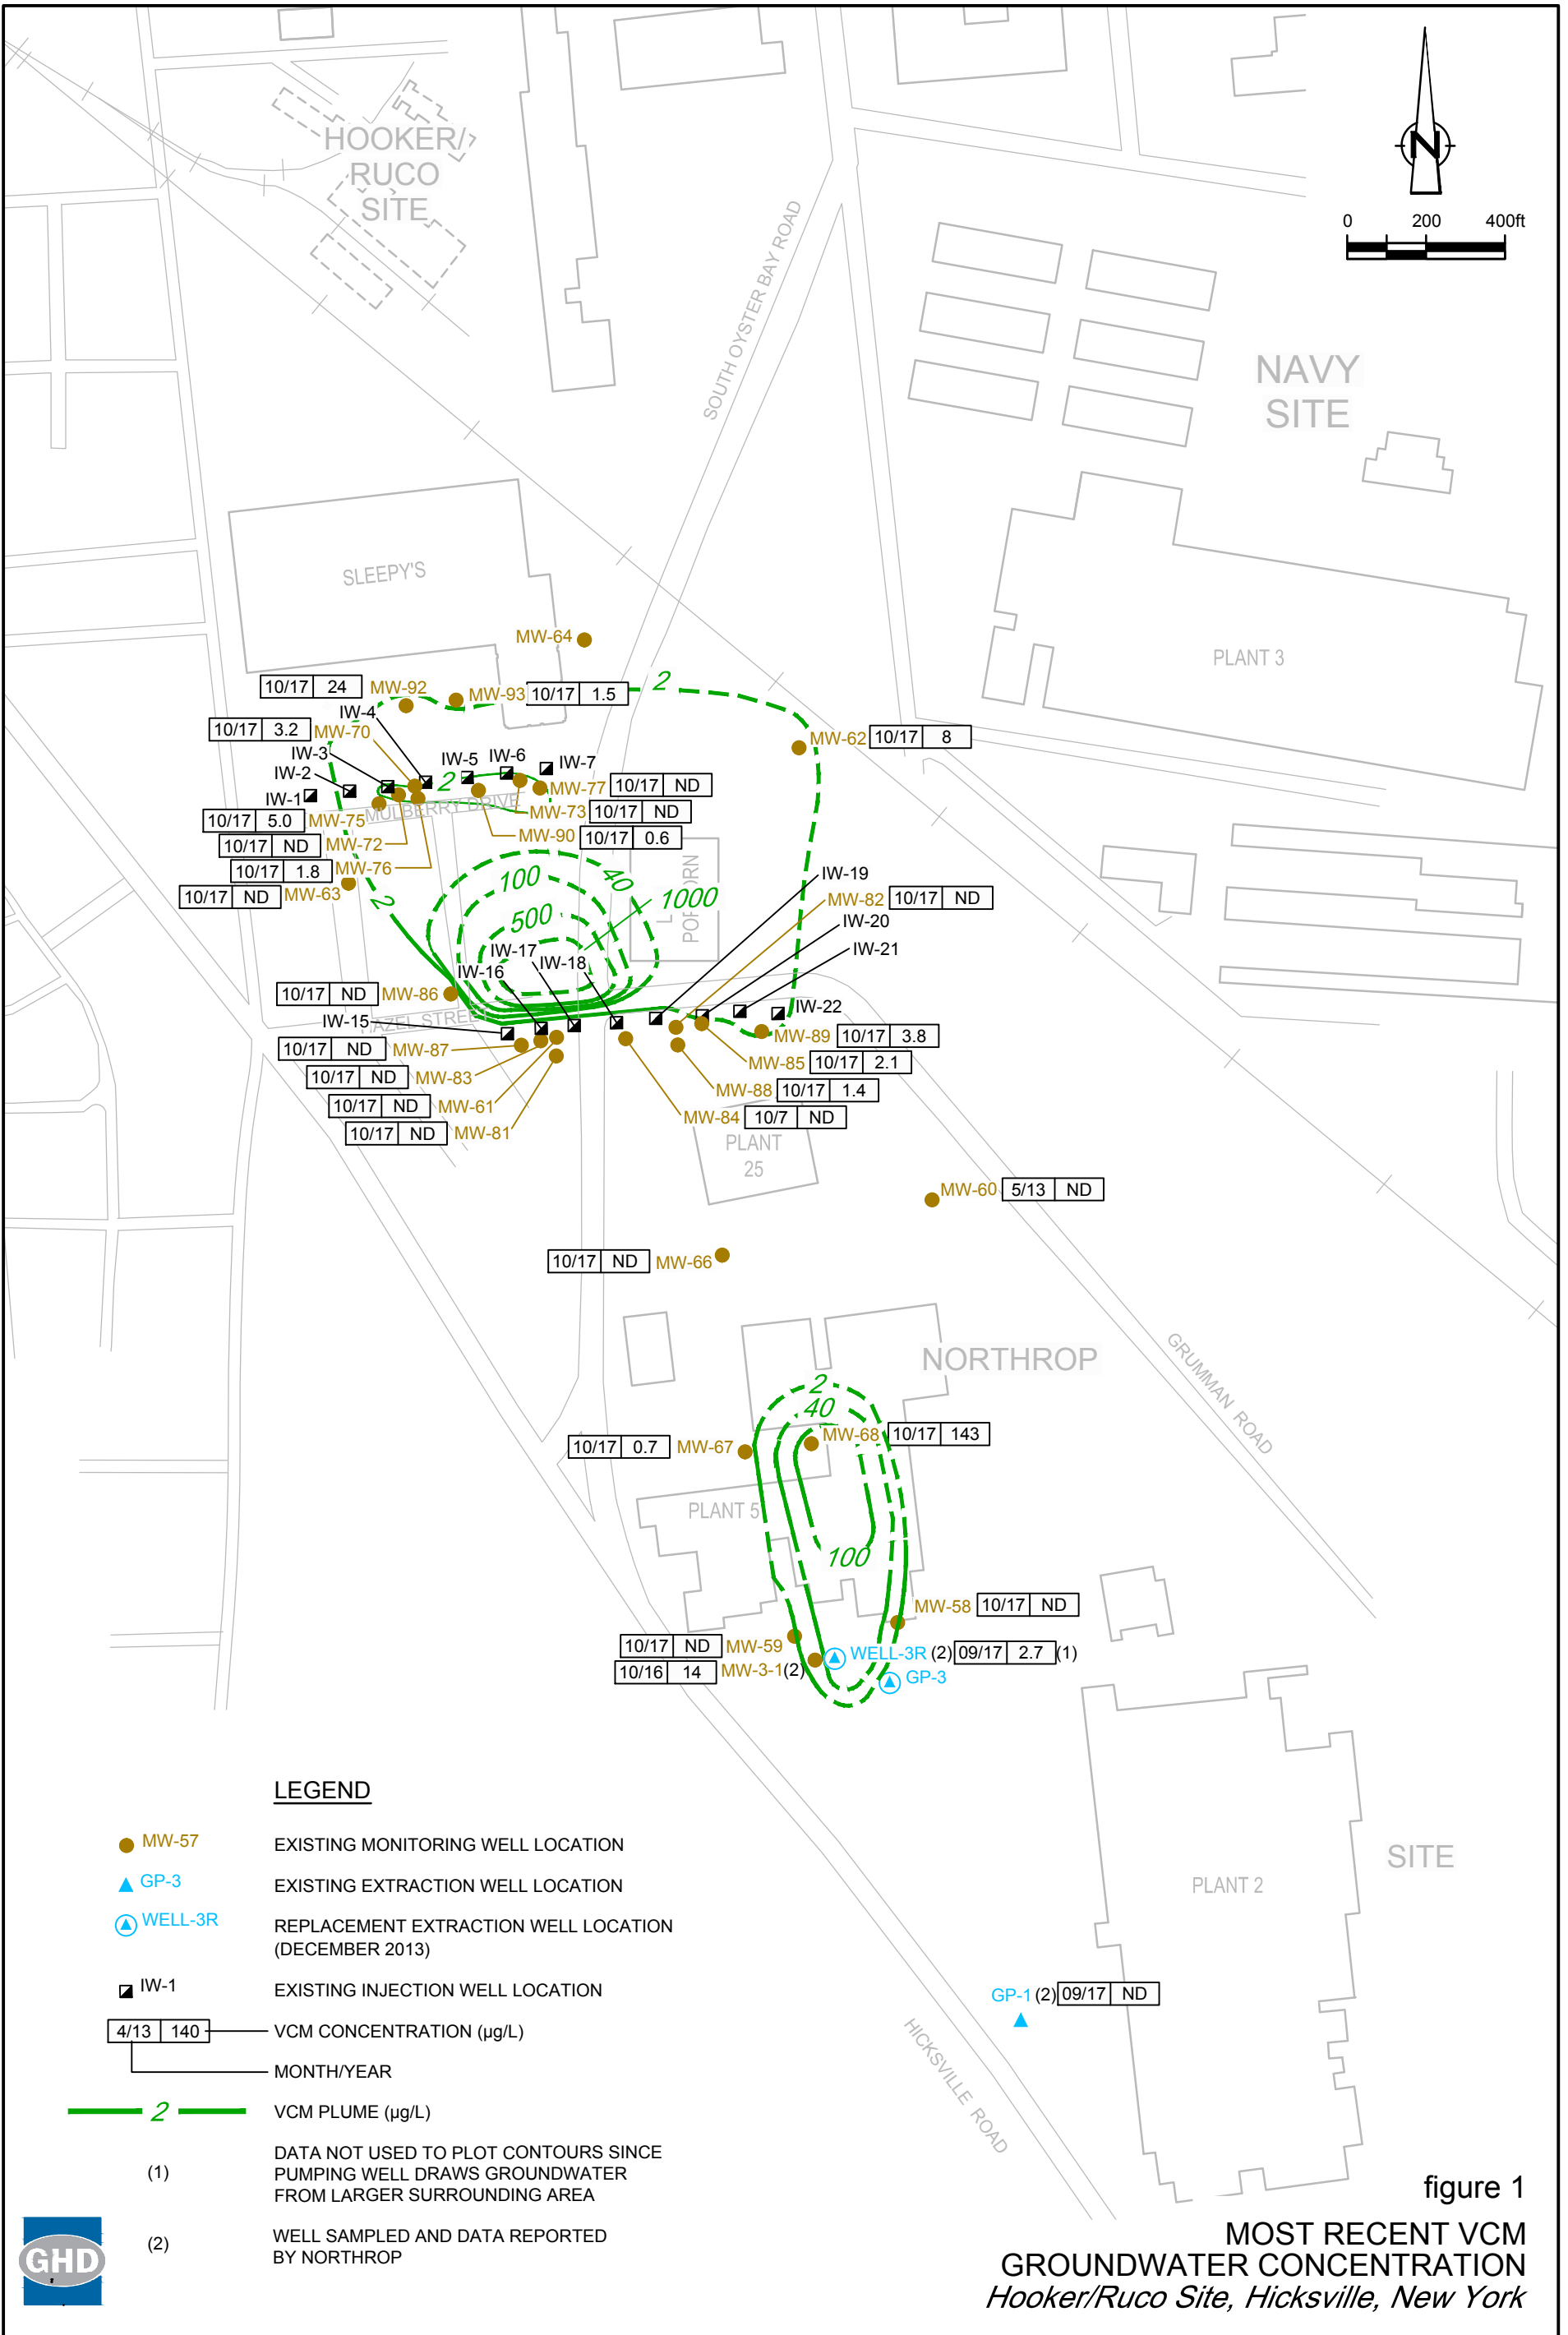 HOOKER/
RUCO
SITE
N
0 200 400ft
SOUTH OYSTER BAY ROAD
NAVY
SITE
SLEEPY'S
PLANT 3
MW-64
2
10/17 24 MW-92
MW-93 10/17 1.5
IW-4
10/17 3.2 MW-70
MW-62 10/17 8
IW-3
IW-5
IW-6
IW-7
IW-2
2
IW-1
MW-77 10/17 ND
MULBERRY DRIVE
10/17 5.0 MW-75
MW-73 10/17 ND
10/17 ND MW-72
MW-90 10/17 0.6
10/17 1.8 MW-76
10/17 ND MW-63
2
100
40
1000
500
IW-19
MW-82 10/17 ND
IW-20
IW-21
IW-17
IW-18
IW-16
10/17 ND MW-86
IW-15
IW-22
10/17 ND MW-87
MW-89 10/17 3.8
10/17 ND MW-83
MW-85 10/17 2.1
10/17 ND MW-61
MW-88 10/17 1.4
10/17 ND MW-81
MW-84 10/7 ND
PLANT
25
MW-60 5/13 ND
10/17 ND MW-66
NORTHROP
GRUMMAN ROAD
2
40
10/17 0.7 MW-67
MW-68 10/17 143
PLANT 5
100
MW-58 10/17 ND
10/17 ND MW-59
WELL-3R (2) 09/17 2.7 (1)
10/16 14 MW-3-1(2)
GP-3
SITE
PLANT 2
GP-1 (2) 09/17 ND
HICKSVILLE ROAD
LEGEND
MW-57 EXISTING MONITORING WELL LOCATION
GP-3 EXISTING EXTRACTION WELL LOCATION
WELL-3R REPLACEMENT EXTRACTION WELL LOCATION
(DECEMBER 2013)
IW-1 EXISTING INJECTION WELL LOCATION
4/13 140 VCM CONCENTRATION (µg/L)
MONTH/YEAR
2 VCM PLUME (µg/L)
(1) DATA NOT USED TO PLOT CONTOURS SINCE
PUMPING WELL DRAWS GROUNDWATER
FROM LARGER SURROUNDING AREA
(2) WELL SAMPLED AND DATA REPORTED
BY NORTHROP
GHD
figure 1
MOST RECENT VCM
GROUNDWATER CONCENTRATION
Hooker/Ruco Site, Hicksville, New York